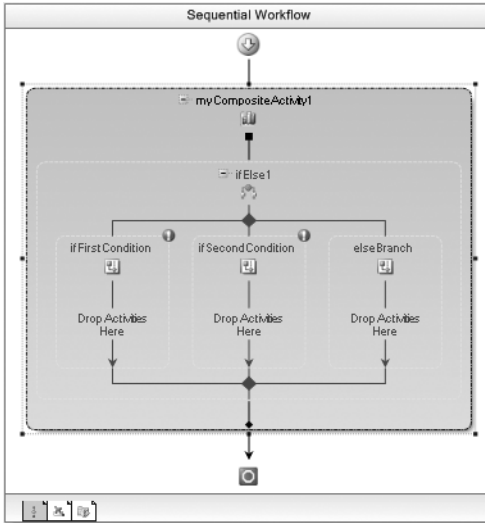 Sequential Workflow
myCompositeActivity1
ifElse1
ifFirstCondition
ifSecondCondition
elseBranch
Drop Activities
Here
Drop Activities
Here
Drop Activities
Here